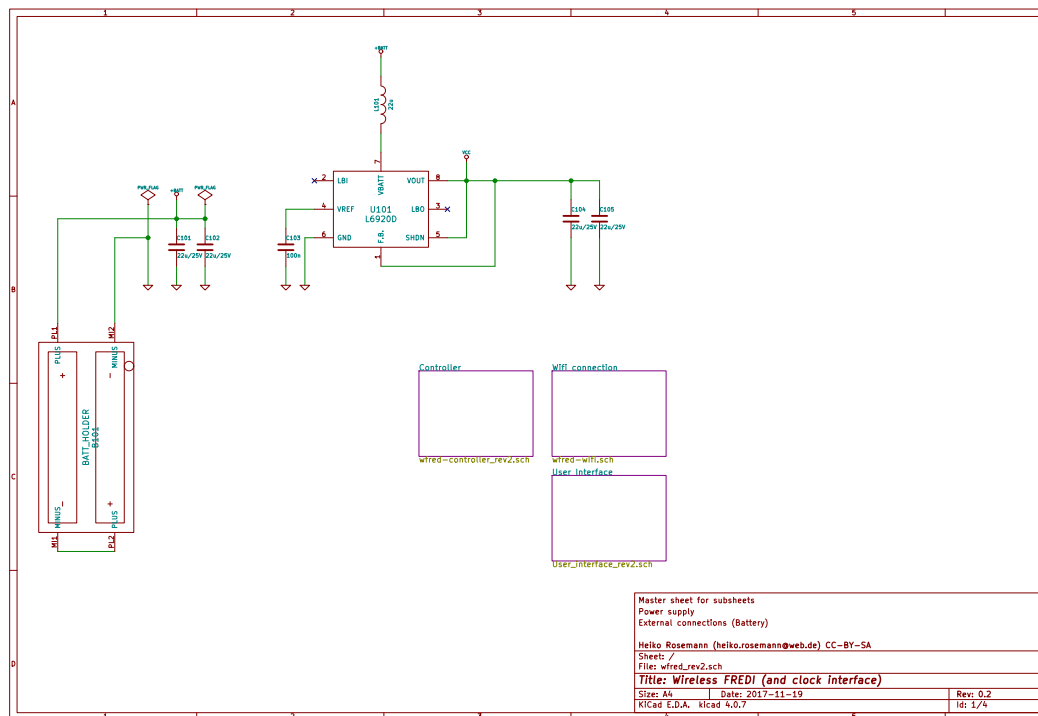 1 2 3 4 5
A
B
C
D
+BATT
L101
22u
7
VCC
2 LBI
VBATT
VOUT 8
4 VREF
U101
L6920D
LBO 3
6 GND
F.B.
SHDN 5
1
C103
100n
C104
22u/25V
C105
22u/25V
PWR_FLAG
+BATT
PWR_FLAG
C101
22u/25V
C102
22u/25V
PL1
MI2
PLUS
MINUS
+
-
BATT_HOLDER
B101
-
+
MINUS
PLUS
MI1
PL2
Controller
wfred-controller_rev2.sch
Wifi connection
wfred-wifi.sch
User Interface
User_interface_rev2.sch
Master sheet for subsheets
Power supply
External connections (Battery)
Heiko Rosemann (heiko.rosemann@web.de) CC-BY-SA
Sheet: /
File: wfred_rev2.sch
Title: Wireless FREDI (and clock interface)
Size: A4 Date: 2017-11-19 Rev: 0.2
KiCad E.D.A. kicad 4.0.7 Id: 1/4